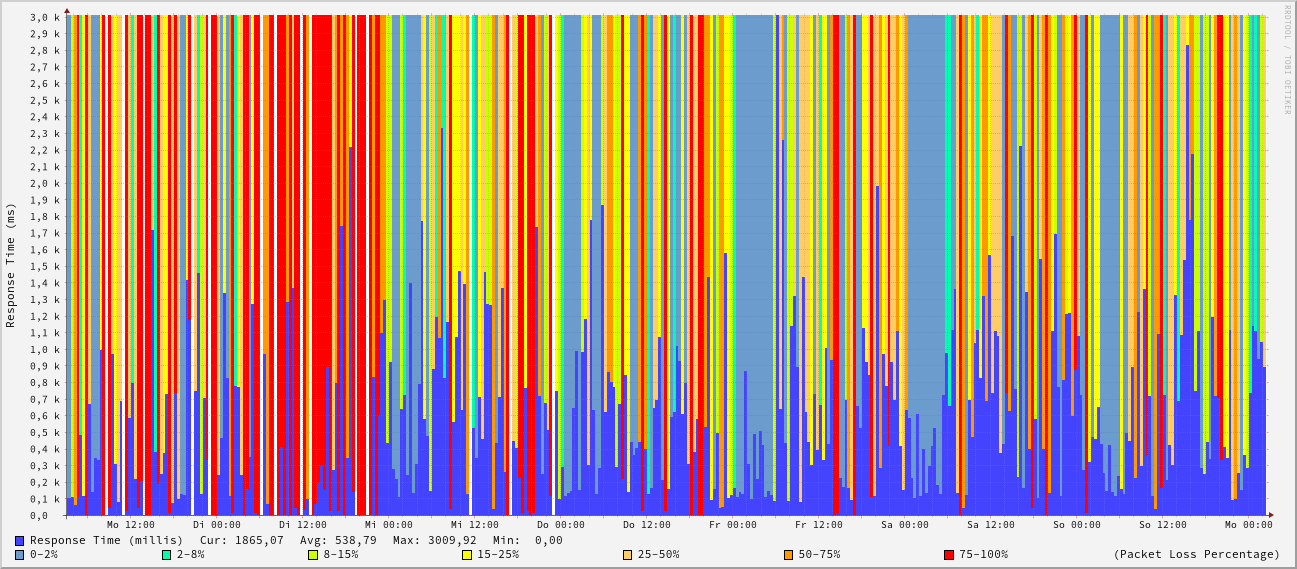 3,0 k
2,9 k
2,8 k
2,7 k
2,6 k
2,5 k
2,4 k
2,3 k
2,2 k
2,1 k
2,0 k
1,9 k
1,8 k
1,7 k
1,6 k
1,5 k
1,4 k
1,3 k
1,2 k
1,1 k
1,0 k
0,9 k
0,8 k
0,7 k
0,6 k
0,5 k
0,4 k
0,3 k
0,2 k
0,1 k
0,0
Response Time (ms)
RRDTOOL / TOBI OETIKER
Mo 12:00 Di 00:00 Di 12:00 Mi 00:00 Mi 12:00 Do 00:00 Do 12:00 Fr 00:00 Fr 12:00 Sa 00:00 Sa 12:00 So 00:00 So 12:00 Mo 00:00
Response Time (millis) Cur: 1865,07 Avg: 538,79 Max: 3009,92 Min: 0,00
0-2% 2-8% 8-15% 15-25% 25-50% 50-75% 75-100% (Packet Loss Percentage)